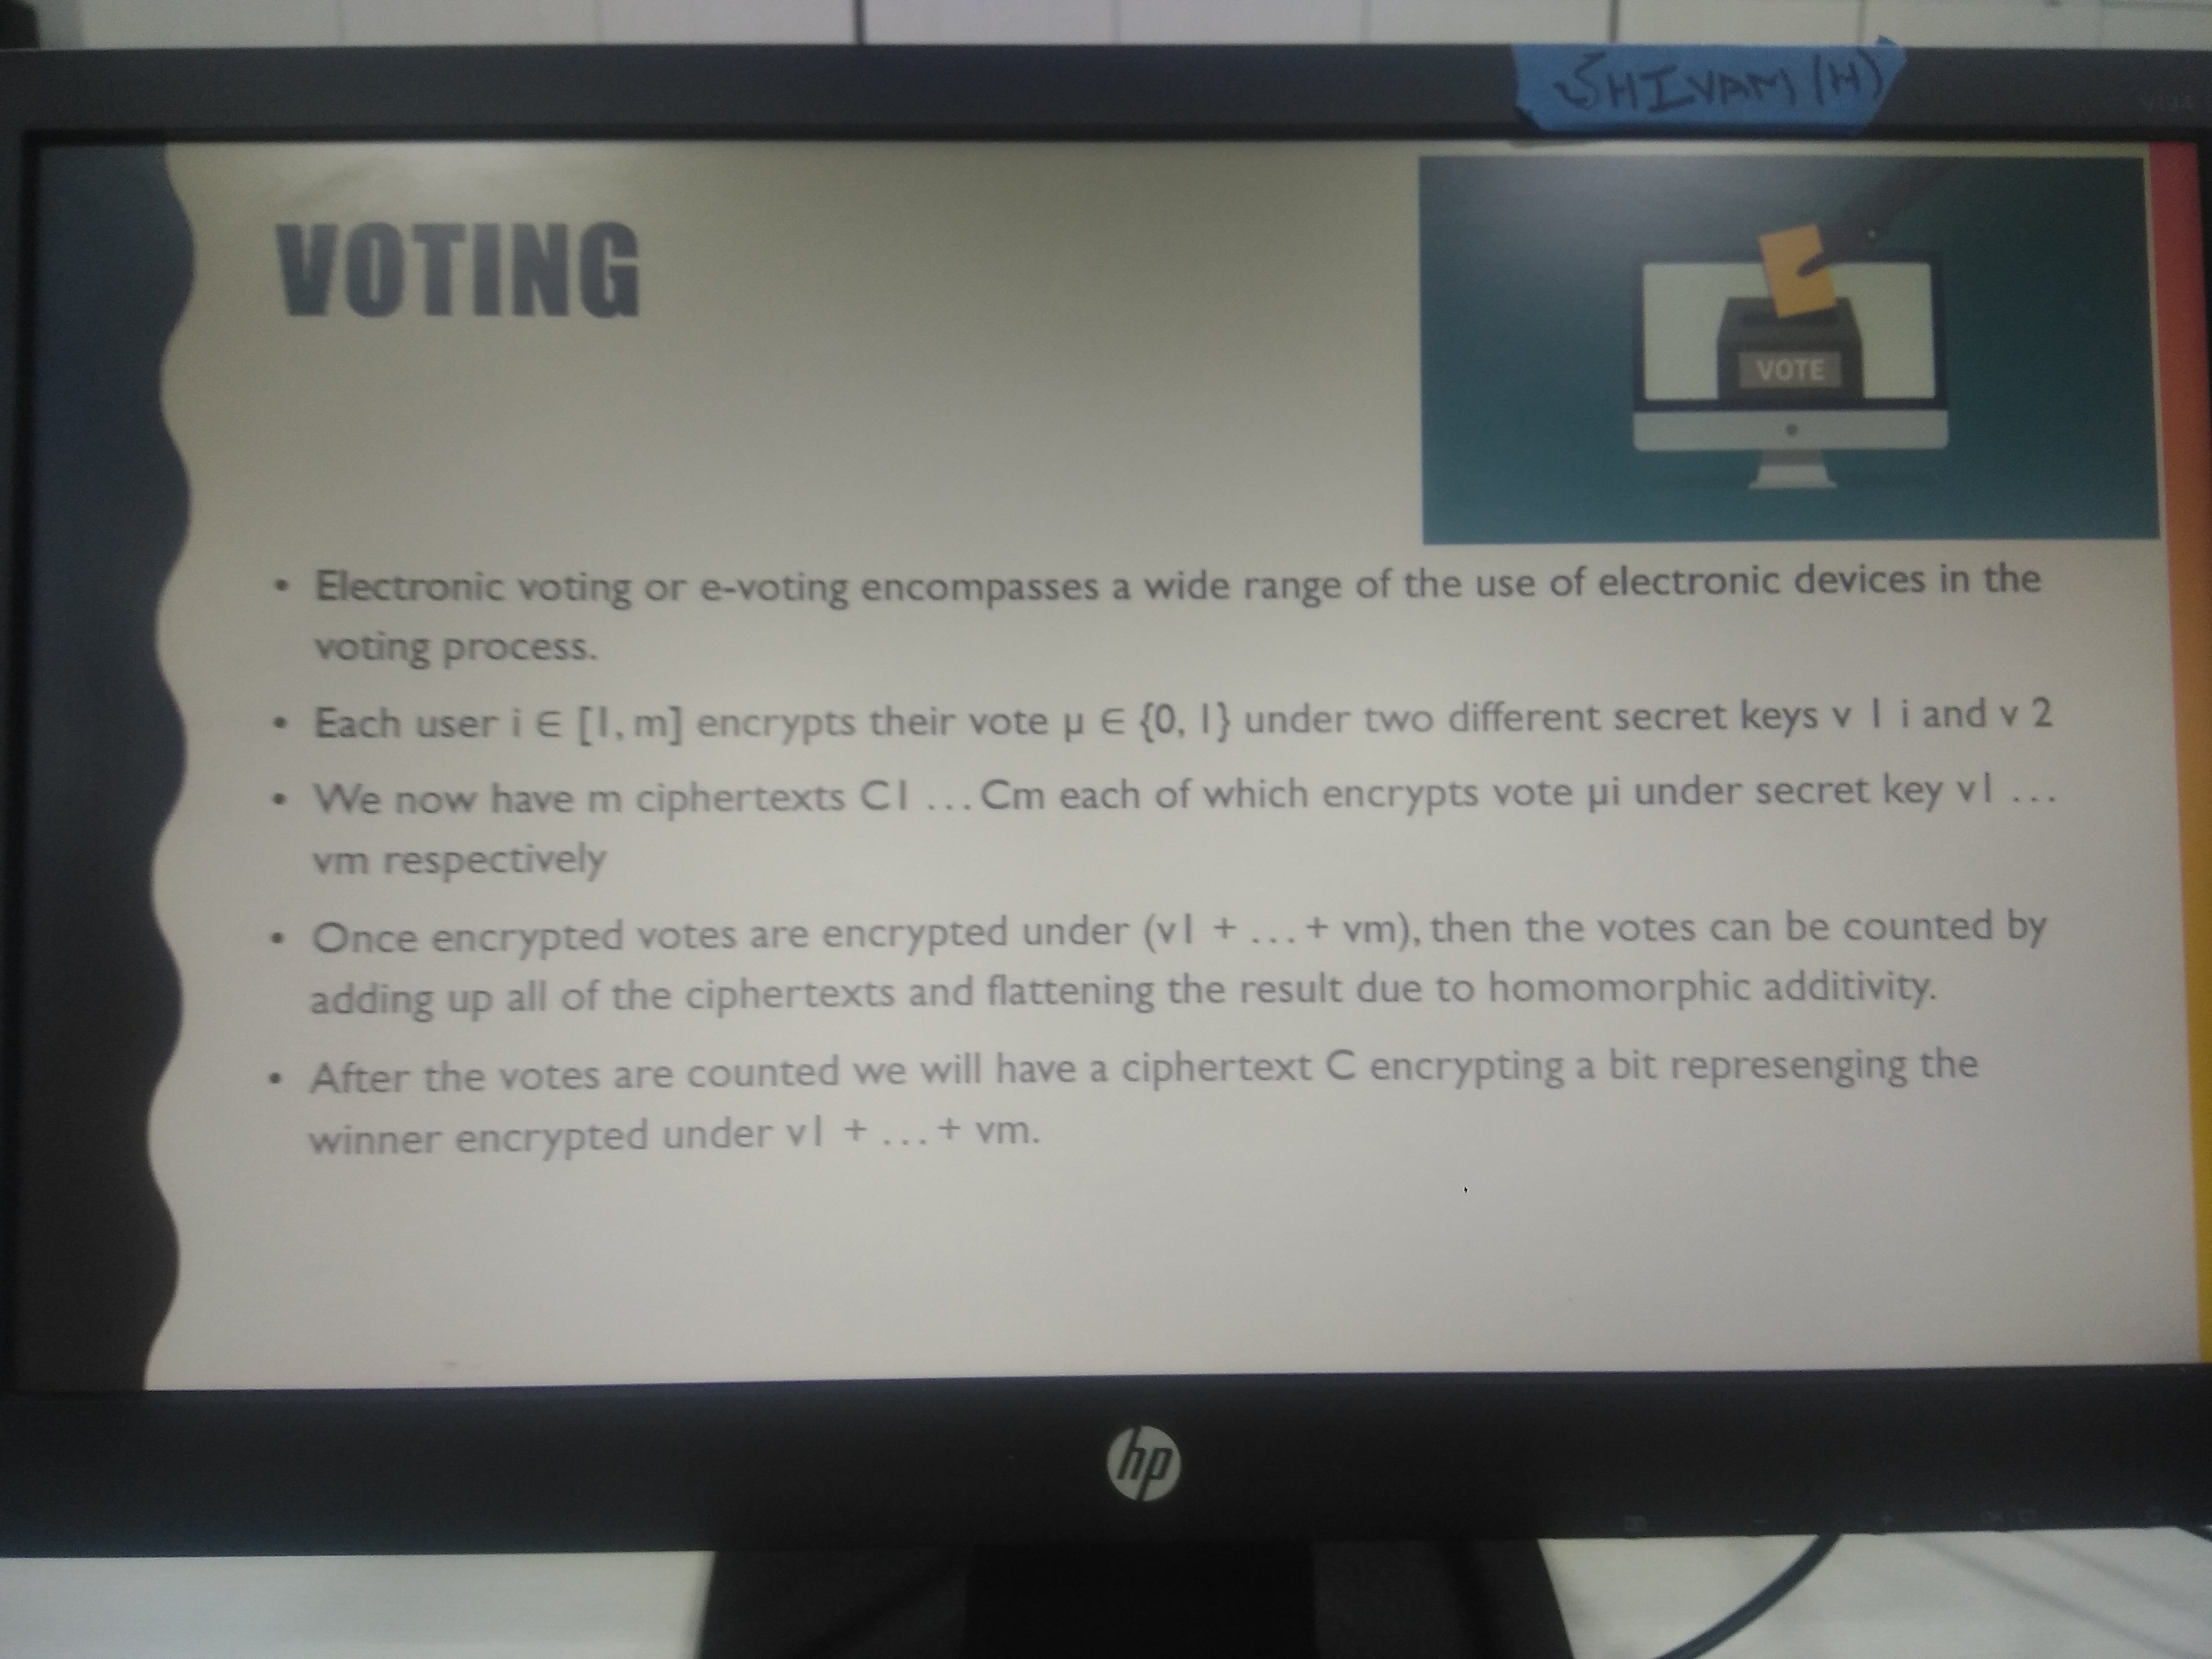 SHIVAM (H)
VOTING
VOTE
• Electronic voting or e-voting encompasses a wide range of the use of electronic devices in the
voting process.
• Each user i ∈ [1, m] encrypts their vote µ ∈ {0, 1} under two different secret keys v 1 i and v 2
• We now have m ciphertexts C1 … Cm each of which encrypts vote µi under secret key v1 …
vm respectively
• Once encrypted votes are encrypted under (v1 + … + vm), then the votes can be counted by
adding up all of the ciphertexts and flattening the result due to homomorphic additivity.
• After the votes are counted we will have a ciphertext C encrypting a bit represenging the
winner encrypted under v1 + … + vm.
hp